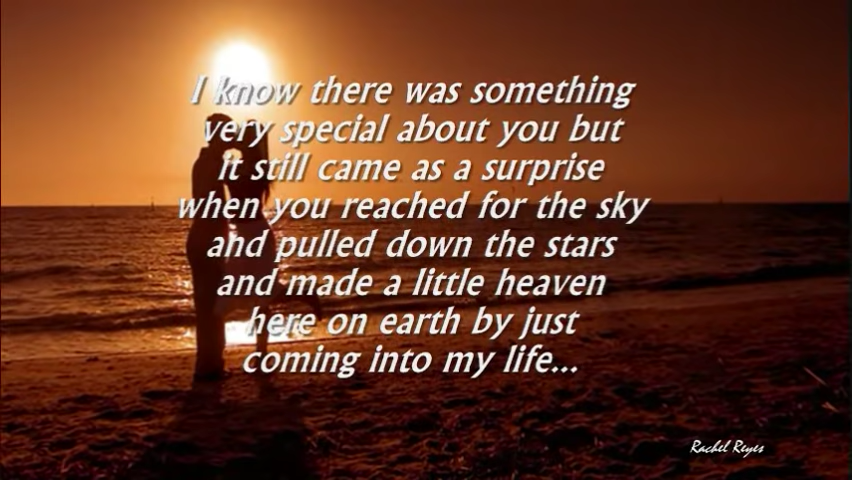 I know there was something
very special about you but
it still came as a surprise
when you reached for the sky
and pulled down the stars
and made a little heaven
here on earth by just
coming into my life...
Rachel Reyes